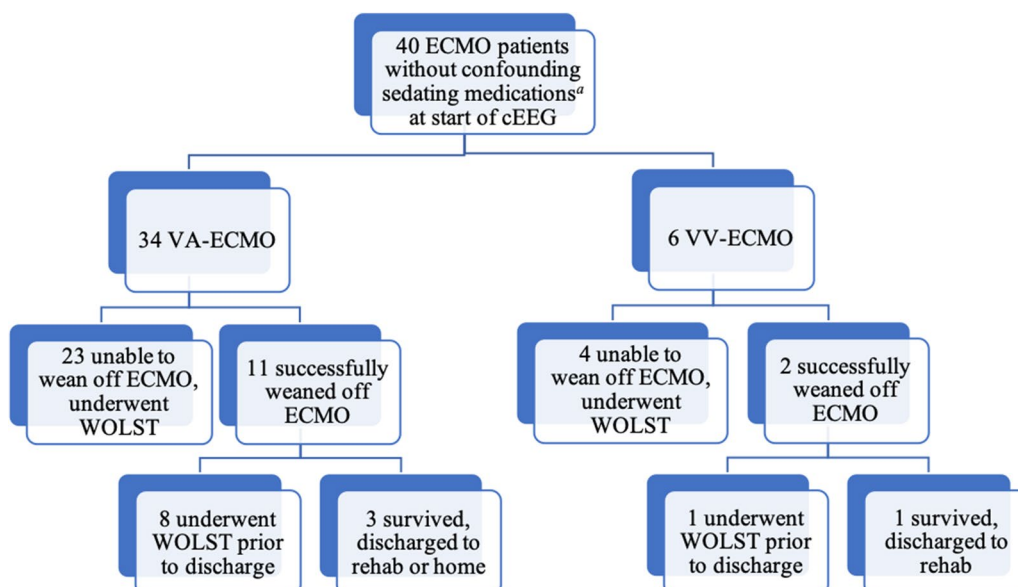 40 ECMO patients
without confounding
sedating medicationsᵃ
at start of cEEG
34 VA-ECMO
6 VV-ECMO
23 unable to
wean off ECMO,
underwent
WOLST
11 successfully
weaned off
ECMO
4 unable to
wean off ECMO,
underwent
WOLST
2 successfully
weaned off
ECMO
8 underwent
WOLST prior
to discharge
3 survived,
discharged to
rehab or home
1 underwent
WOLST prior
to discharge
1 survived,
discharged to
rehab